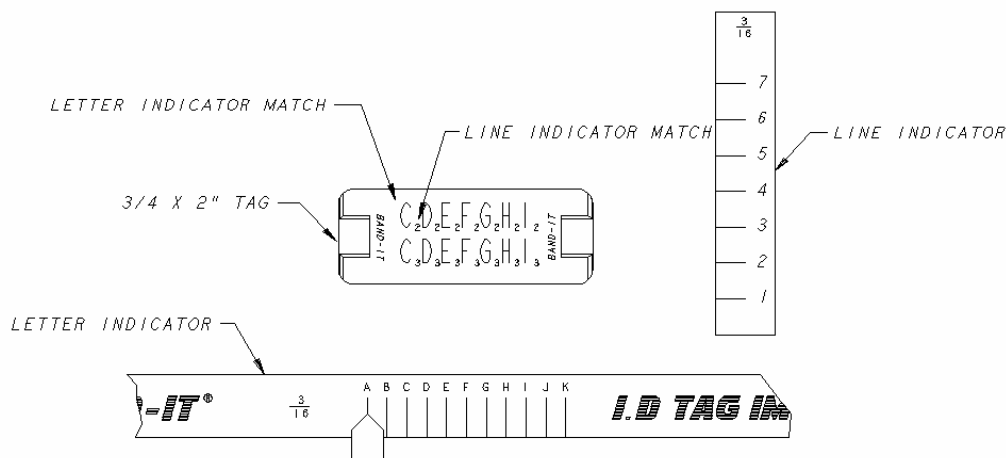 3/16
7
LETTER INDICATOR MATCH
6
LINE INDICATOR MATCH
LINE INDICATOR
5
4
3/4 X 2" TAG
BAND-IT
C₂D₂E₂F₂G₂H₂I₂
BAND-IT
3
C₃D₃E₃F₃G₃H₃I₃
2
1
LETTER INDICATOR
-IT®
3/16
A B C D E F G H I J K
I.D TAG IM